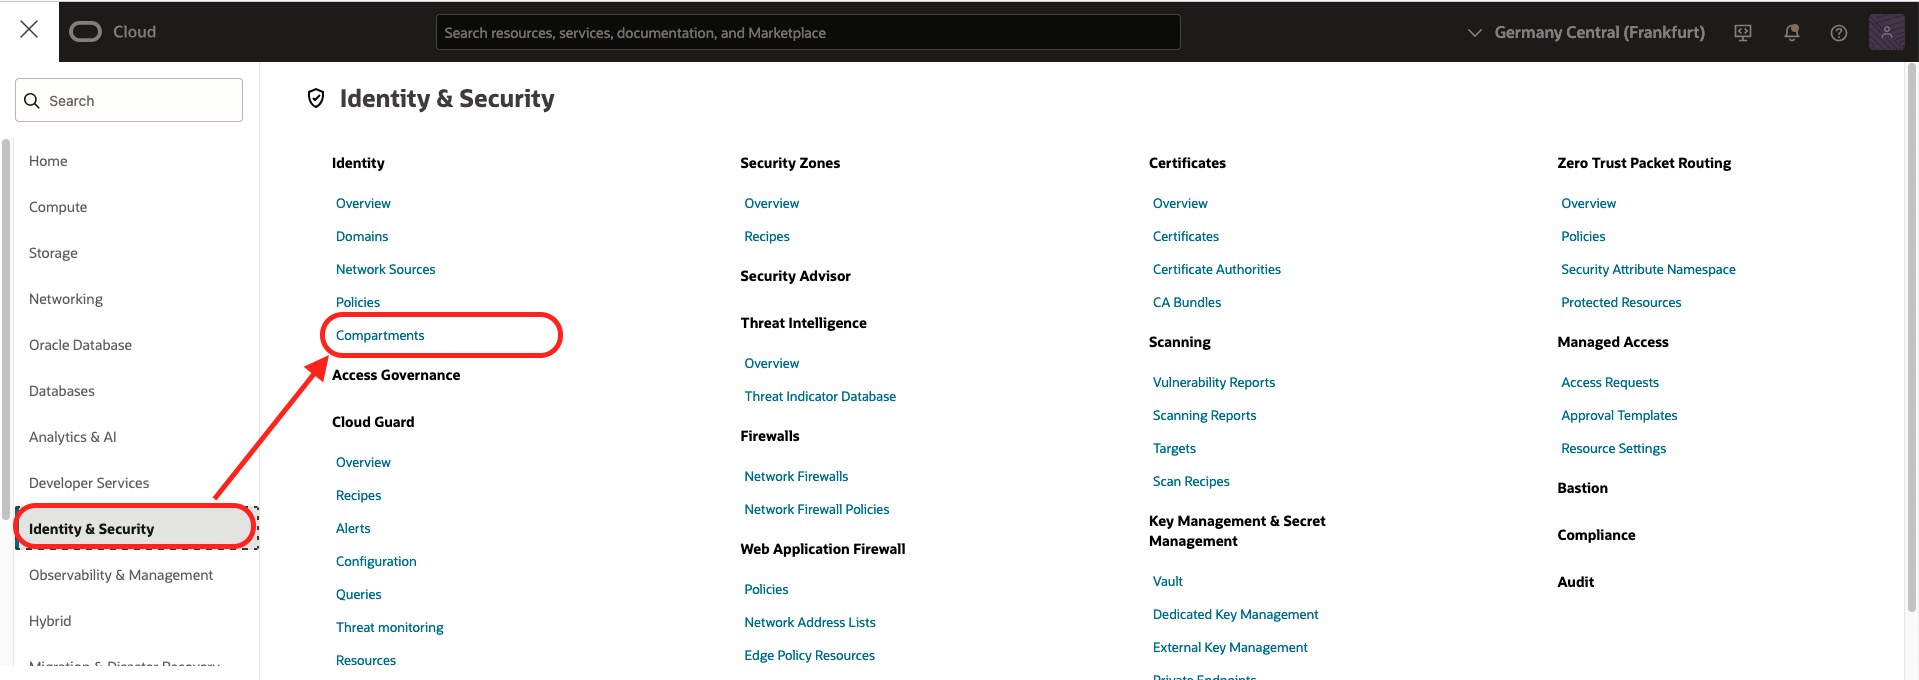 Cloud
Search resources, services, documentation, and Marketplace
Germany Central (Frankfurt)
Search
Home
Compute
Storage
Networking
Oracle Database
Databases
Analytics & AI
Developer Services
Identity & Security
Observability & Management
Hybrid
Migration & Disaster Recovery
Identity & Security
Identity
Overview
Domains
Network Sources
Policies
Compartments
Access Governance
Cloud Guard
Overview
Recipes
Alerts
Configuration
Queries
Threat monitoring
Resources
Security Zones
Overview
Recipes
Security Advisor
Threat Intelligence
Overview
Threat Indicator Database
Firewalls
Network Firewalls
Network Firewall Policies
Web Application Firewall
Policies
Network Address Lists
Edge Policy Resources
Certificates
Overview
Certificates
Certificate Authorities
CA Bundles
Scanning
Vulnerability Reports
Scanning Reports
Targets
Scan Recipes
Key Management & Secret
Management
Vault
Dedicated Key Management
External Key Management
Private Endpoints
Zero Trust Packet Routing
Overview
Policies
Security Attribute Namespace
Protected Resources
Managed Access
Access Requests
Approval Templates
Resource Settings
Bastion
Compliance
Audit